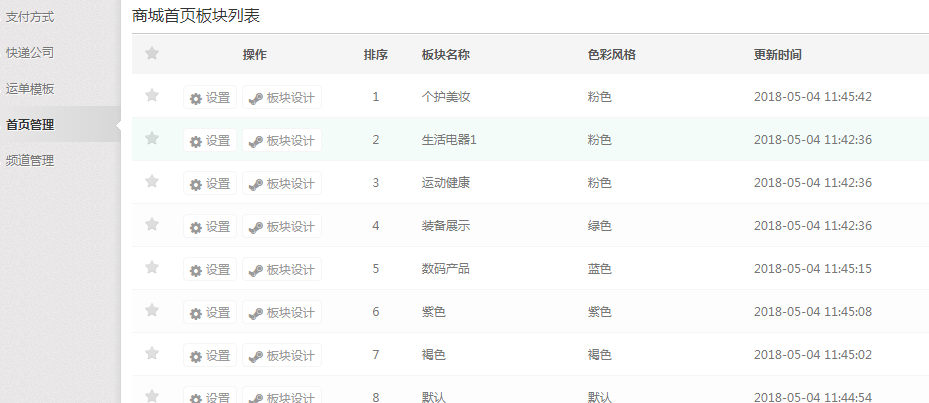 支付方式
快递公司
运单模板
首页管理
频道管理
商城首页板块列表
操作 排序 板块名称 色彩风格 更新时间
设置 板块设计 1 个护美妆 粉色 2018-05-04 11:45:42
设置 板块设计 2 生活电器1 粉色 2018-05-04 11:42:36
设置 板块设计 3 运动健康 粉色 2018-05-04 11:42:36
设置 板块设计 4 装备展示 绿色 2018-05-04 11:42:36
设置 板块设计 5 数码产品 蓝色 2018-05-04 11:45:15
设置 板块设计 6 紫色 紫色 2018-05-04 11:45:08
设置 板块设计 7 褐色 褐色 2018-05-04 11:45:02
设置 板块设计 8 默认 默认 2018-05-04 11:44:54